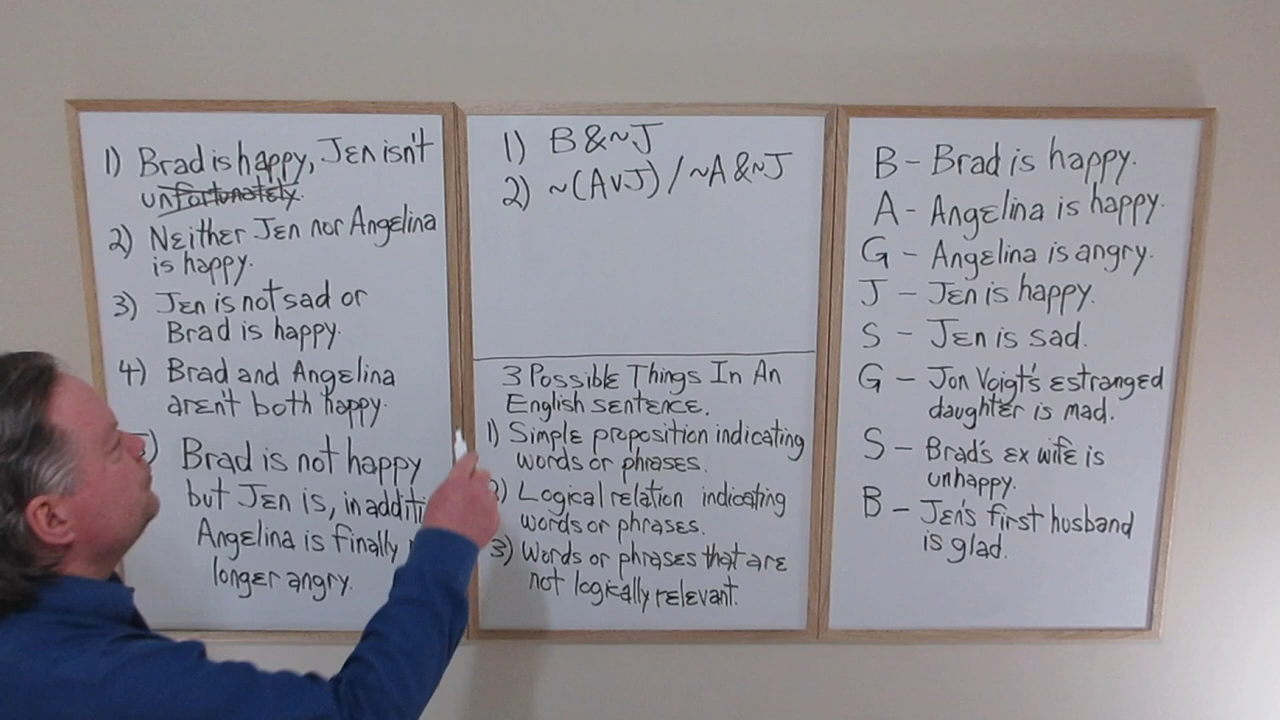 1) Brad is happy, Jen isn't
unfortunately.
2) Neither Jen nor Angelina
is happy.
3) Jen is not sad or
Brad is happy.
4) Brad and Angelina
aren't both happy.
) Brad is not happy
but Jen is, in additi
Angelina is finally
longer angry.
1) B & ~J
2) ~(A v J) / ~A & ~J
3 Possible Things In An
English sentence.
1) Simple proposition indicating
words or phrases.
2) Logical relation indicating
words or phrases.
3) Words or phrases that are
not logically relevant.
B - Brad is happy.
A - Angelina is happy.
G - Angelina is angry.
J - Jen is happy.
S - Jen is sad.
G - Jon Voigt's estranged
daughter is mad.
S - Brad's ex wife is
unhappy.
B - Jen's first husband
is glad.